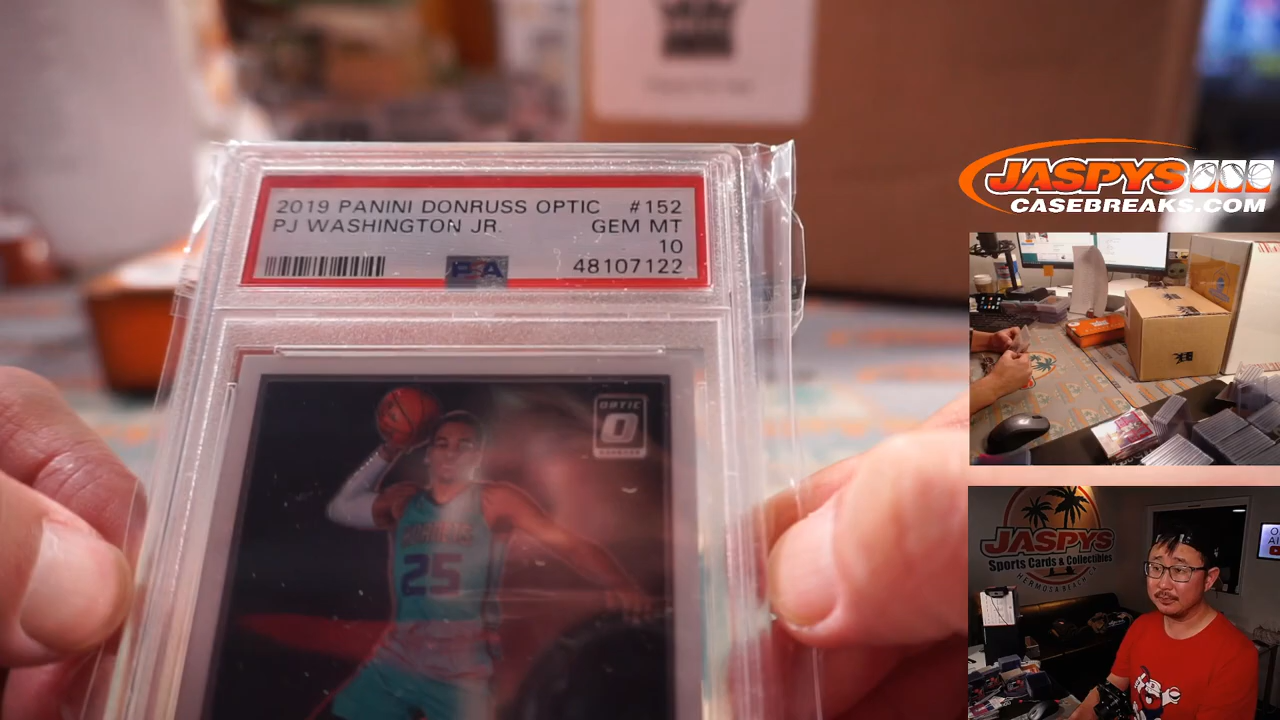 2019 PANINI DONRUSS OPTIC #152
PJ WASHINGTON JR. GEM MT
10
PSA 48107122
OPTIC
O
25
JASPYS
CASEBREAKS.COM
JASPYS
Sports Cards & Collectibles
HERMOSA BEACH, CA